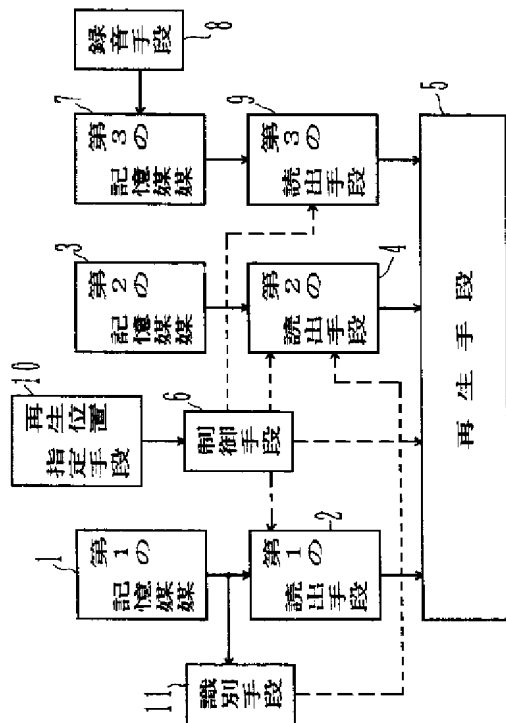 録音手段
8
7
第3の
記憶媒媒
9
第3の
読出手段
5
再生手段
3
第2の
記憶媒媒
4
第2の
読出手段
10
再生位置
指定手段
6
制御手段
1
第1の
記憶媒媒
2
第1の
読出手段
11
識別手段